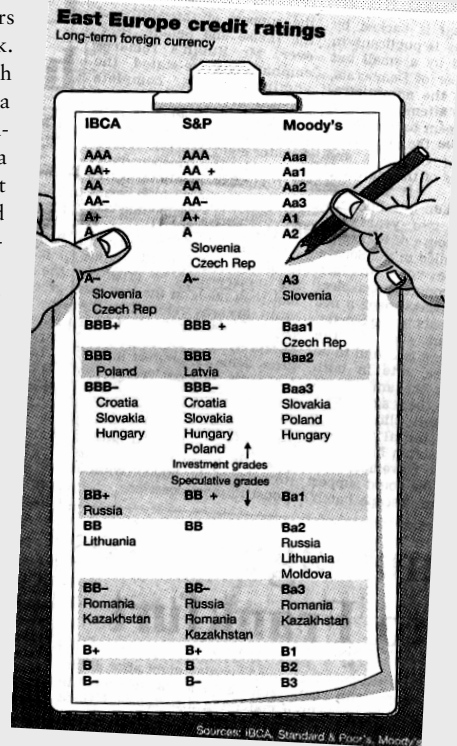 rs
k.
h
a
-
a
t
d
-
East Europe credit ratings
Long-term foreign currency
IBCA S&P Moody's
AAA AAA Aaa
AA+ AA + Aa1
AA AA Aa2
AA– AA– Aa3
A+ A+ A1
A A A2
Slovenia
Czech Rep
A– A– A3
Slovenia Slovenia
Czech Rep
BBB+ BBB + Baa1
Czech Rep
BBB BBB Baa2
Poland Latvia
BBB– BBB– Baa3
Croatia Croatia Slovakia
Slovakia Slovakia Poland
Hungary Hungary Hungary
Poland ↑
Investment grades
Speculative grades
BB+ BB + ↓ Ba1
Russia
BB BB Ba2
Lithuania Russia
Lithuania
Moldova
BB– BB– Ba3
Romania Russia Romania
Kazakhstan Romania Kazakhstan
Kazakhstan
B+ B+ B1
B B B2
B– B– B3
Sources: IBCA, Standard & Poor's, Moody's